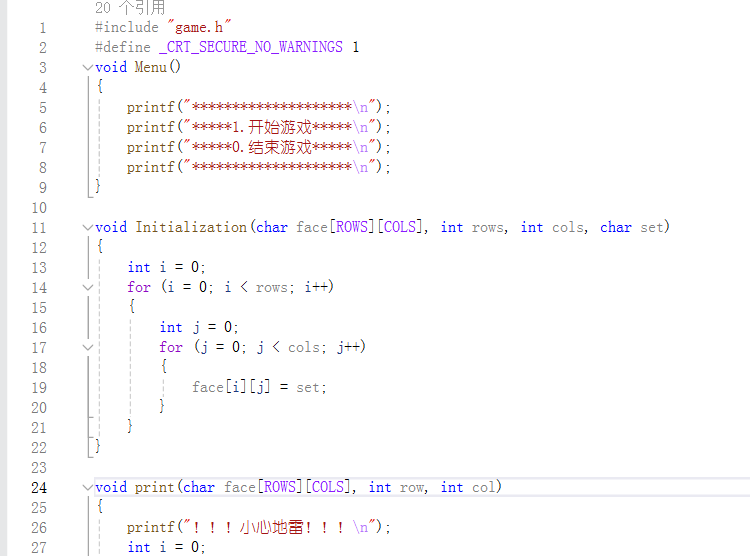 20 个引用
1 #include "game.h"
2 #define _CRT_SECURE_NO_WARNINGS 1
3 void Menu()
4 {
5     printf("********************\n");
6     printf("*****1.开始游戏*****\n");
7     printf("*****0.结束游戏*****\n");
8     printf("********************\n");
9 }
10
11 void Initialization(char face[ROWS][COLS], int rows, int cols, char set)
12 {
13     int i = 0;
14     for (i = 0; i < rows; i++)
15     {
16         int j = 0;
17         for (j = 0; j < cols; j++)
18         {
19             face[i][j] = set;
20         }
21     }
22 }
23
24 void print(char face[ROWS][COLS], int row, int col)
25 {
26     printf("！！！小心地雷！！！\n");
27     int i = 0;